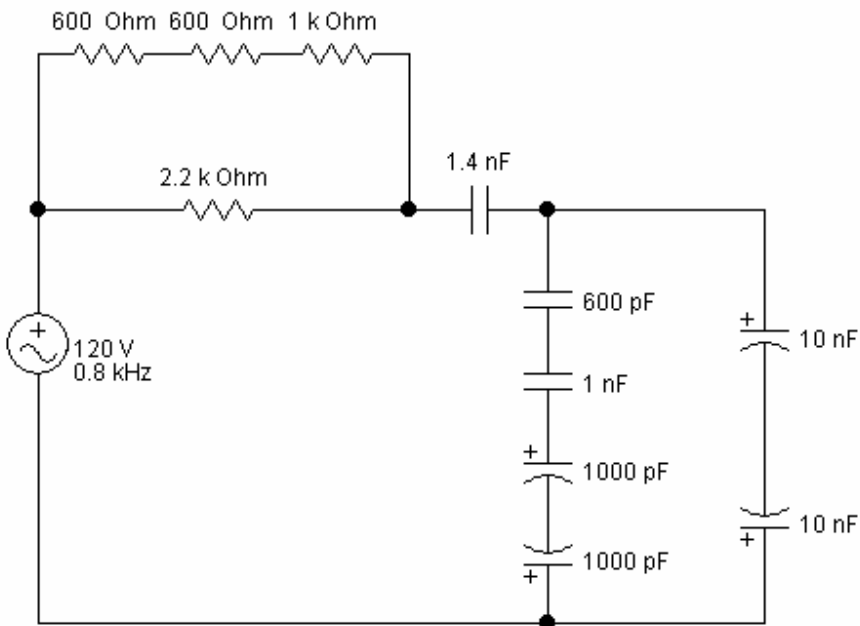 600 Ohm 600 Ohm 1 k Ohm
2.2 k Ohm
1.4 nF
600 pF
+
10 nF
+
120 V
0.8 kHz
1 nF
+
1000 pF
10 nF
+
1000 pF
+